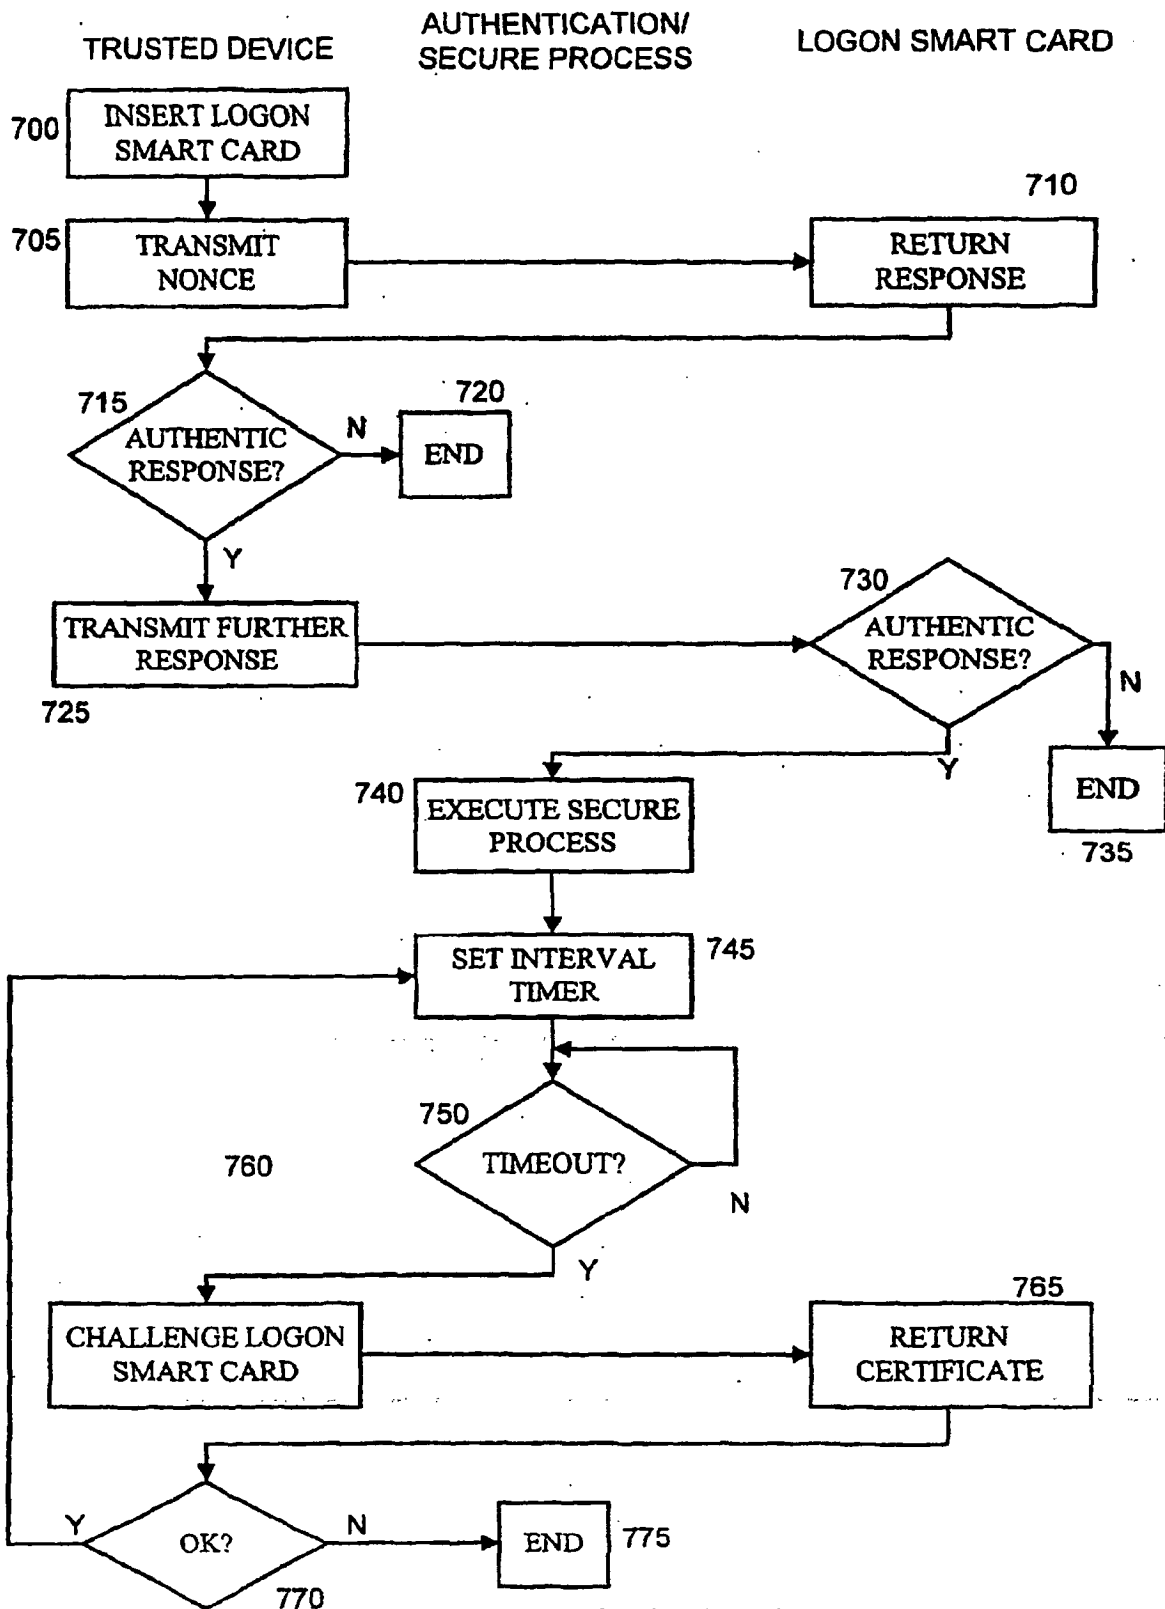 TRUSTED DEVICE
AUTHENTICATION/
SECURE PROCESS
LOGON SMART CARD
700
INSERT LOGON
SMART CARD
705
TRANSMIT
NONCE
710
RETURN
RESPONSE
715
AUTHENTIC
RESPONSE?
N
720
END
Y
TRANSMIT FURTHER
RESPONSE
725
730
AUTHENTIC
RESPONSE?
N
Y
END
735
740
EXECUTE SECURE
PROCESS
SET INTERVAL
TIMER
745
750
TIMEOUT?
N
Y
760
CHALLENGE LOGON
SMART CARD
765
RETURN
CERTIFICATE
Y
OK?
N
770
END
775